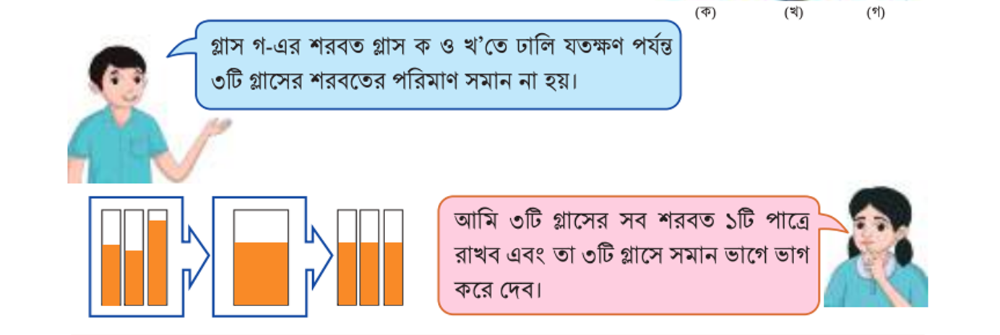 (ক) (খ) (গ)
গ্লাস গ-এর শরবত গ্লাস ক ও খ’তে ঢালি যতক্ষণ পর্যন্ত
৩টি গ্লাসের শরবতের পরিমাণ সমান না হয়।
আমি ৩টি গ্লাসের সব শরবত ১টি পাত্রে
রাখব এবং তা ৩টি গ্লাসে সমান ভাগে ভাগ
করে দেব।